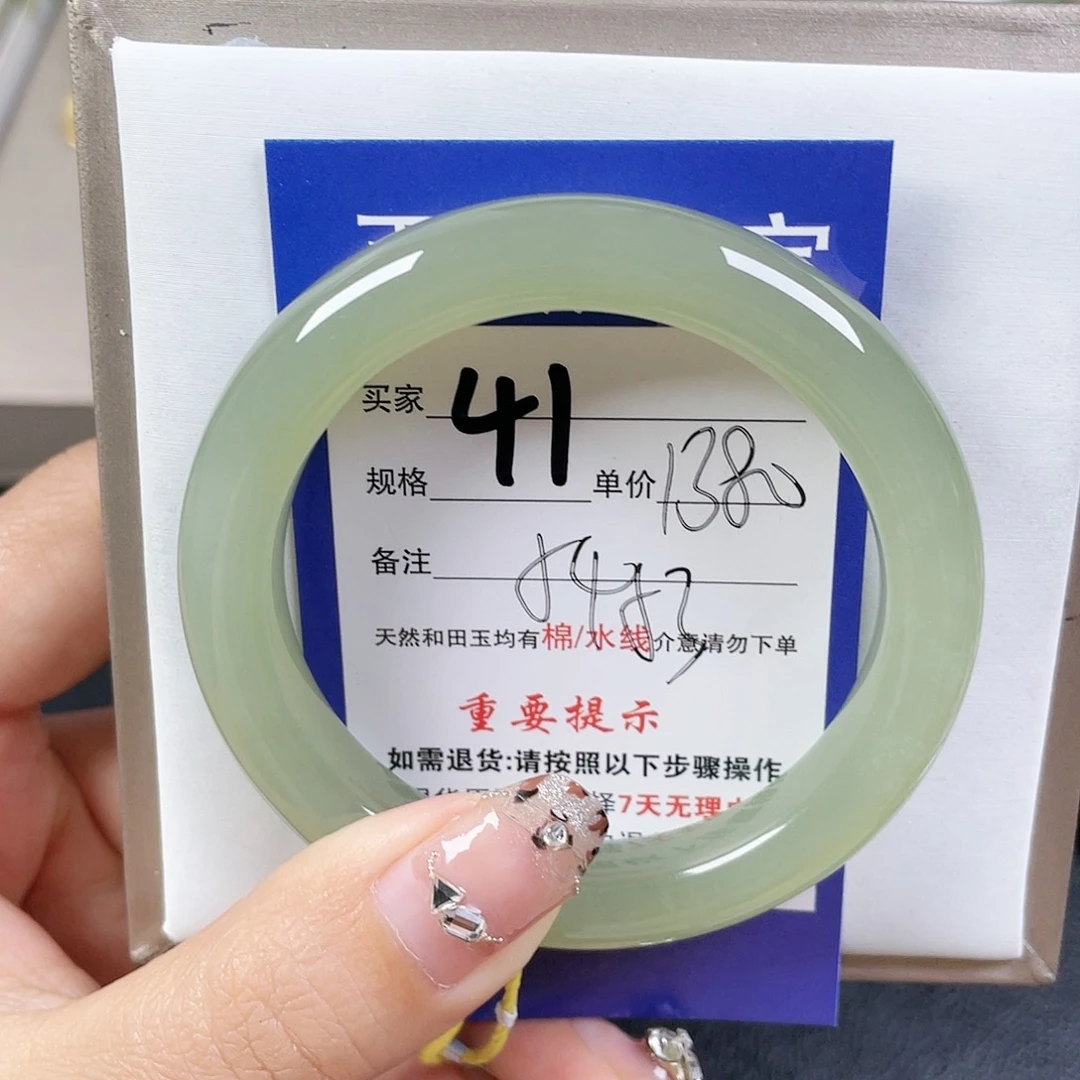 买家 41
规格 单价 1380
备注
天然和田玉均有棉/水线介意请勿下单
重要提示
如需退货:请按照以下步骤操作
择7天无理